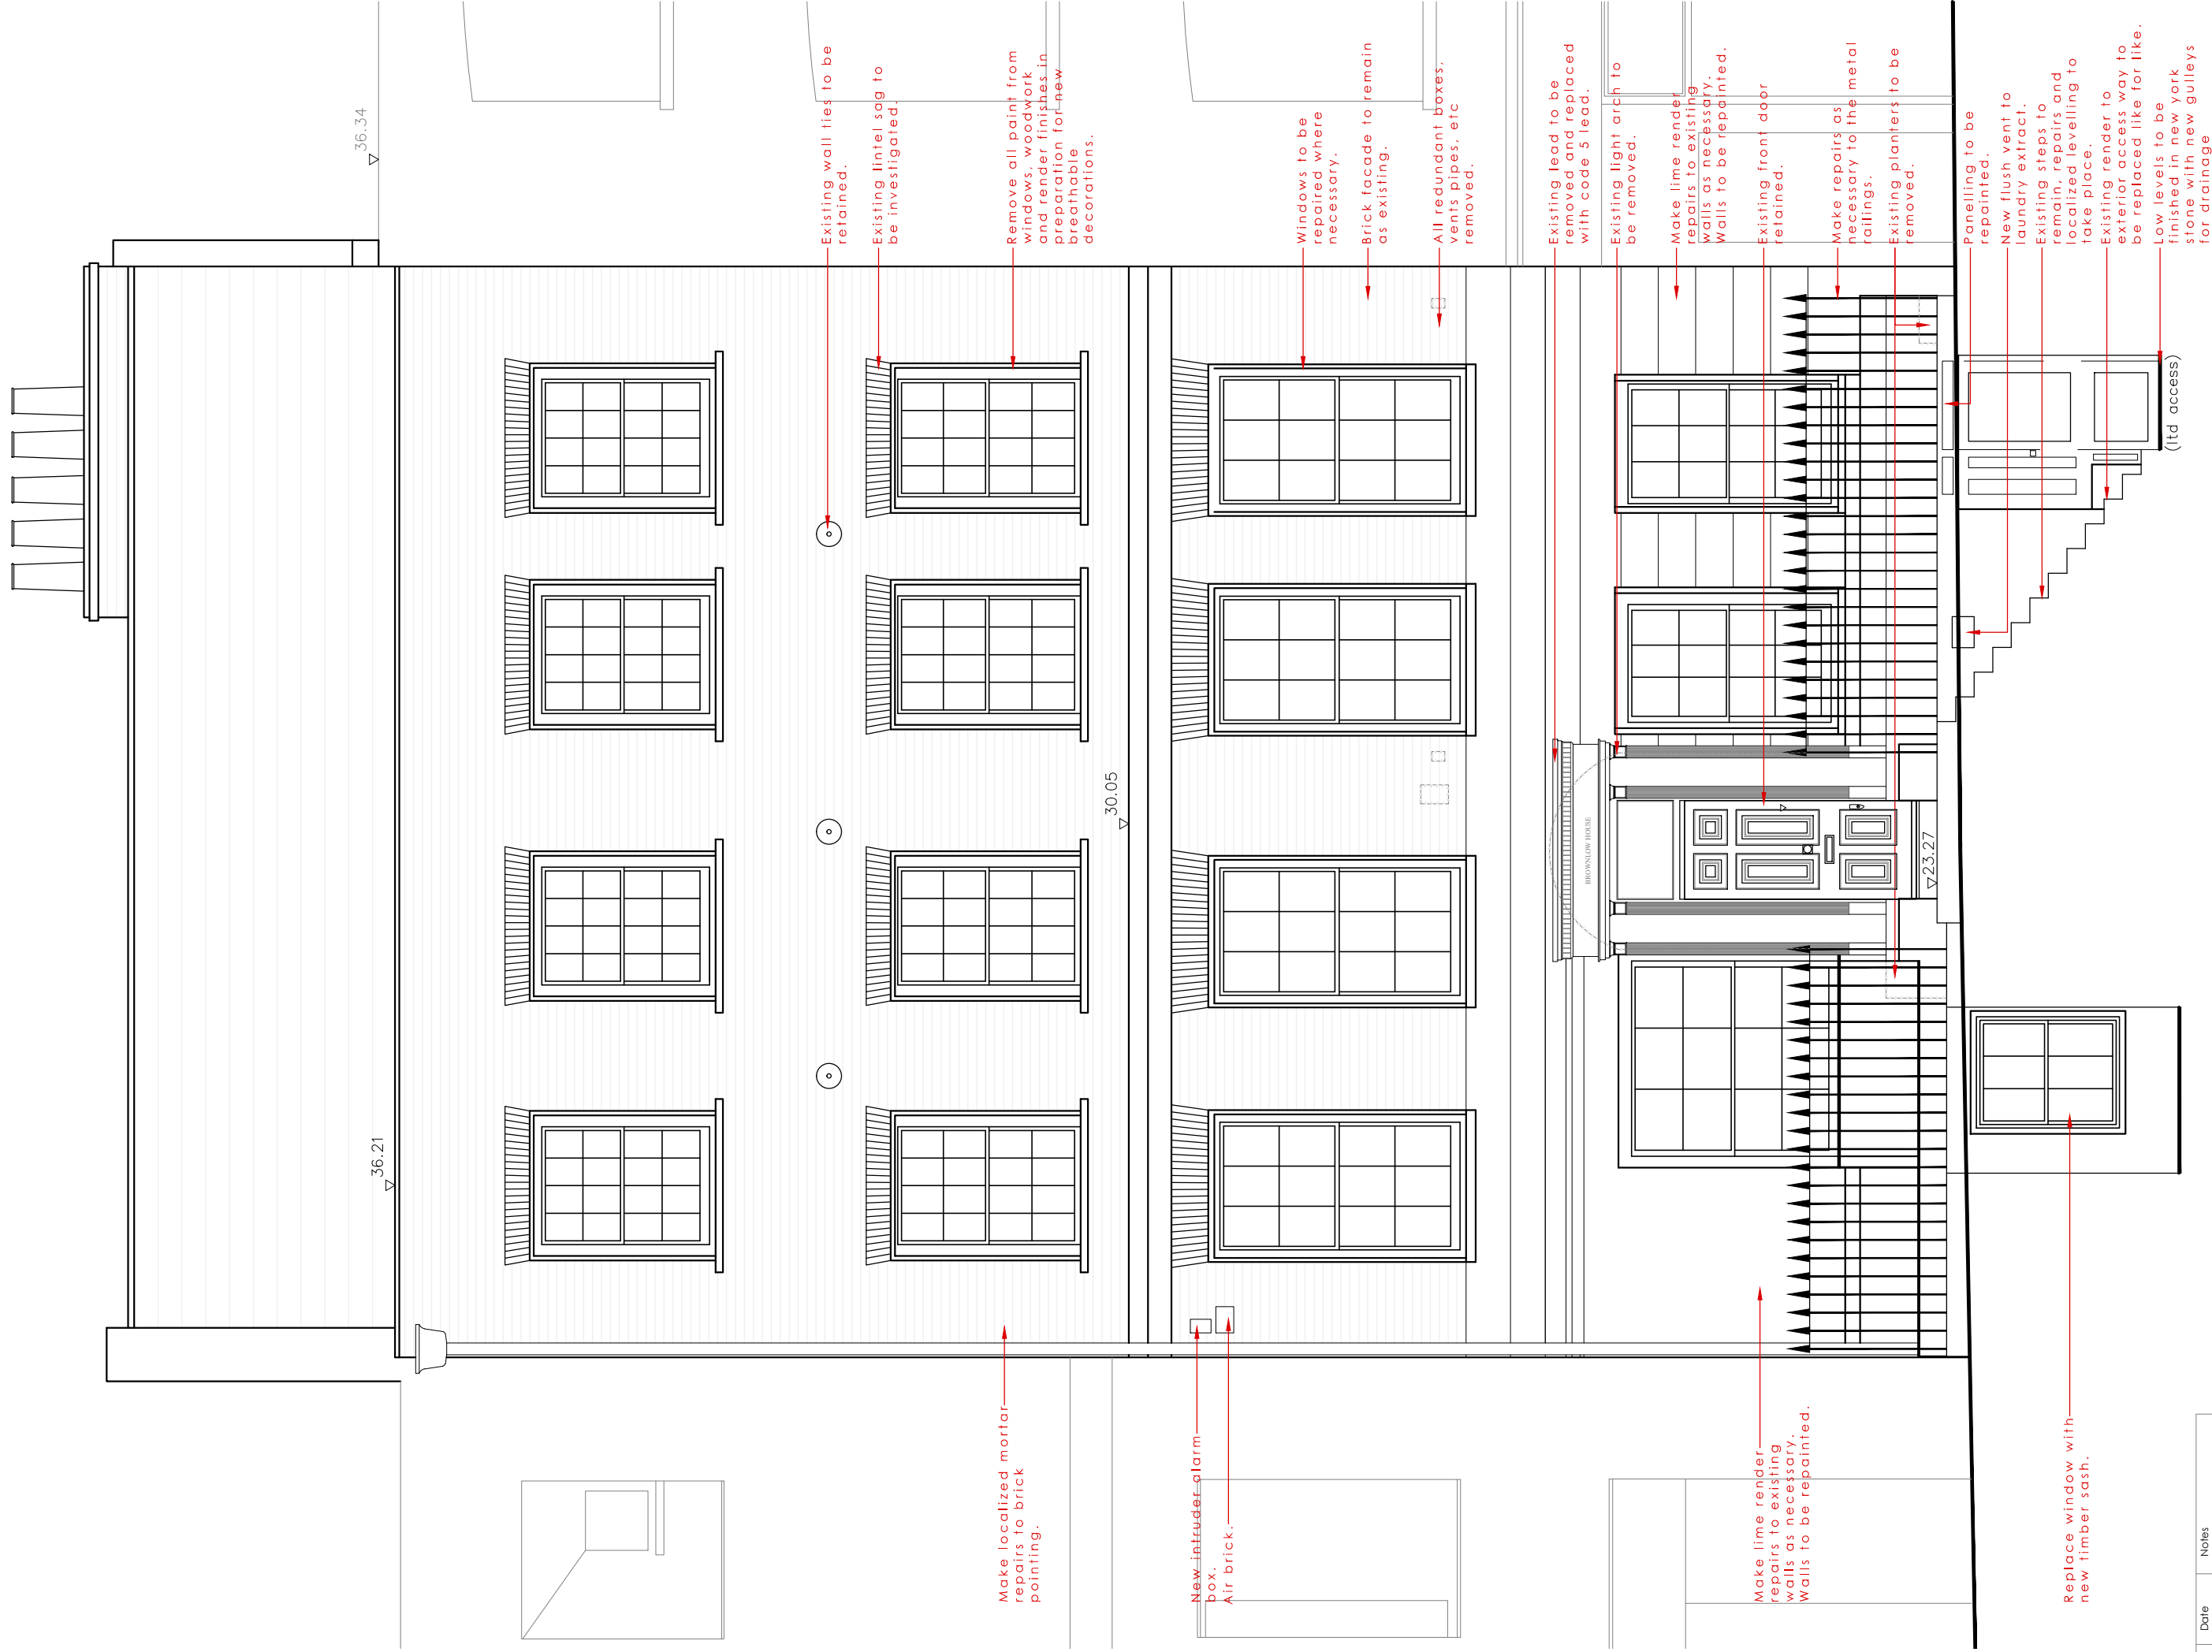 36.34
36.21
30.05
23.27
Existing wall ties to be
retained.
Existing lintel sag to
be investigated.
Remove all paint from
windows, woodwork
and render finishes in
preparation for new
breathable
decorations.
Windows to be
repaired where
necessary.
Brick facade to remain
as existing.
All redundant boxes,
vents pipes, etc
removed.
Existing lead to be
removed and replaced
with code 5 lead.
Existing light arch to
be removed.
Make lime render
repairs to existing
walls as necessary.
Walls to be repainted.
Existing front door
retained.
Make repairs as
necessary to the metal
railings.
Existing planters to be
removed.
Panelling to be
repainted.
New flush vent to
laundry extract.
Existing steps to
remain, repairs and
localized levelling to
take place.
Existing render to
exterior access way to
be replaced like for like.
Low levels to be
finished in new york
stone with new gulleys
for drainage
(ltd access)
BROWNLOW HOUSE
Make localized mortar
repairs to brick
pointing.
New intruder alarm
box.
Air brick.
Make lime render
repairs to existing
walls as necessary.
Walls to be repainted.
Replace window with
new timber sash.
Date Notes